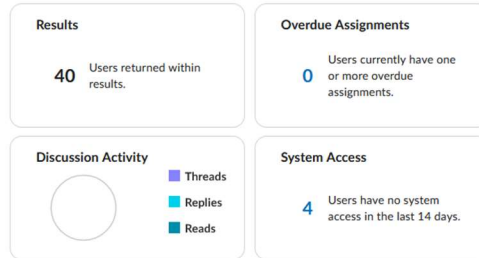 Results
40
Users returned within
results.
Overdue Assignments
0
Users currently have one
or more overdue
assignments.
Discussion Activity
Threads
Replies
Reads
System Access
4
Users have no system
access in the last 14 days.